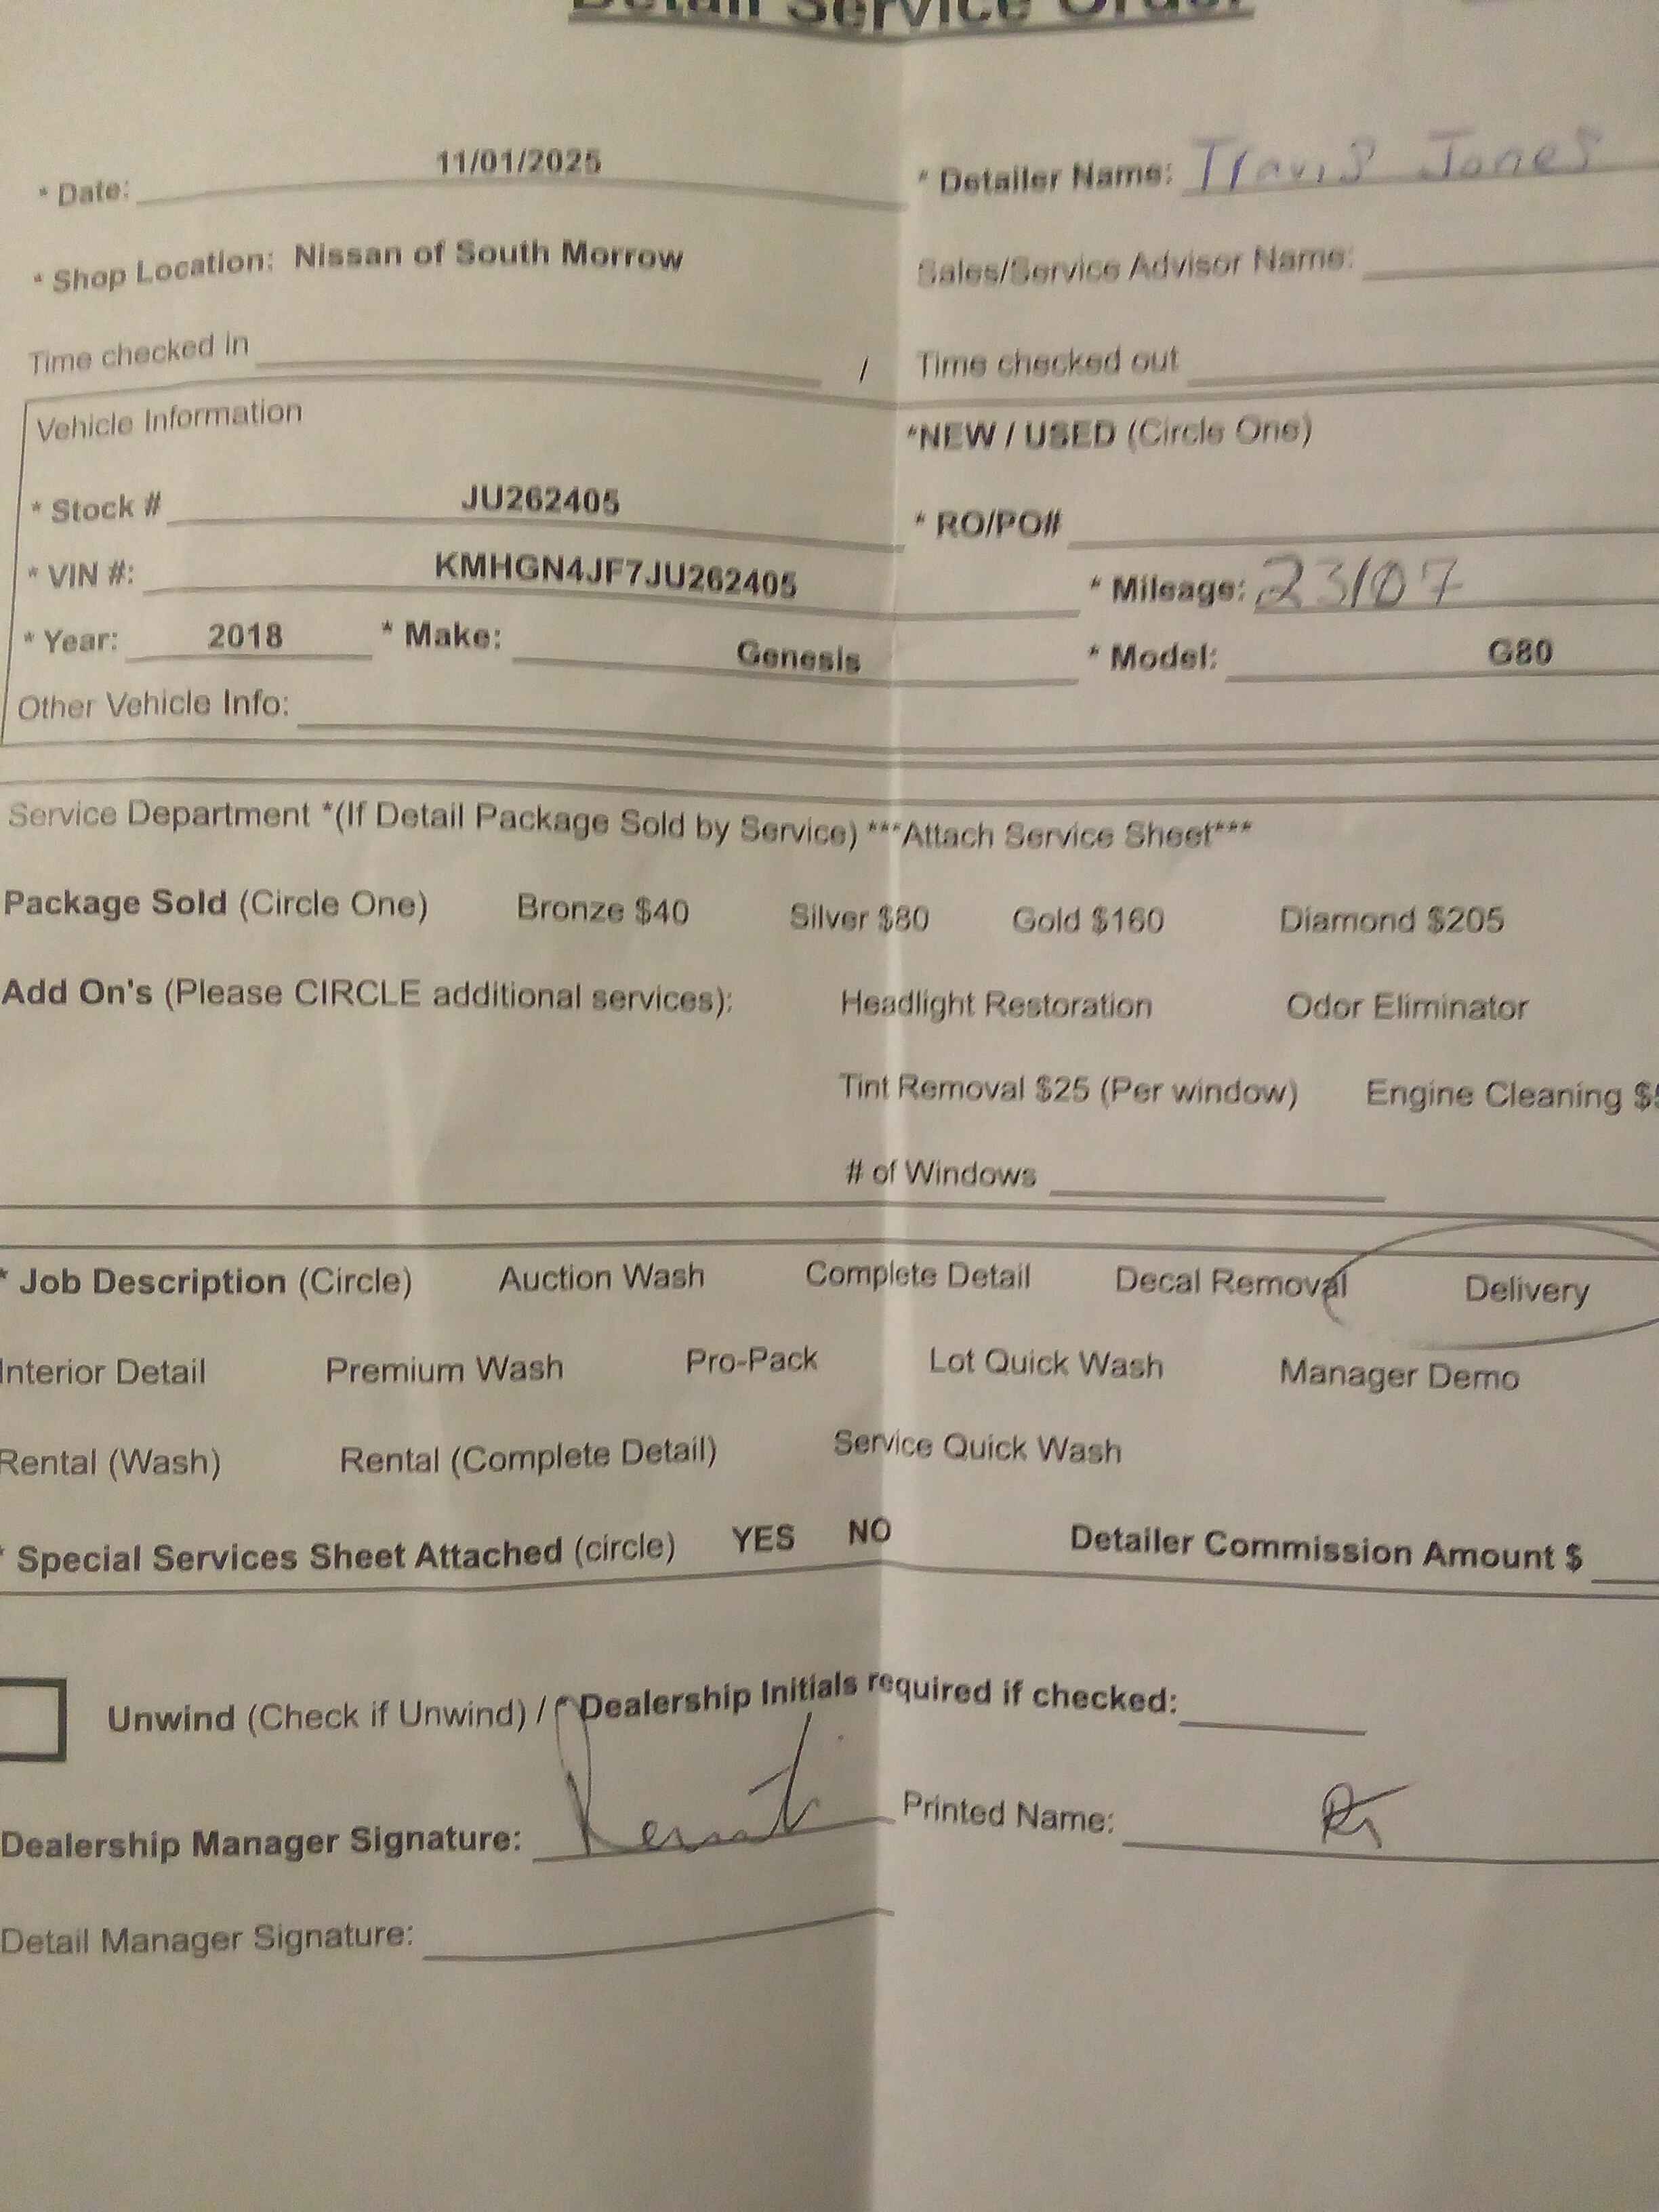 Detail Service Order
* Date: 11/01/2025 * Detailer Name: Travis Jones
* Shop Location: Nissan of South Morrow Sales/Service Advisor Name:
Time checked in / Time checked out
Vehicle Information *NEW / USED (Circle One)
* Stock # JU262405 * RO/PO#
* VIN #: KMHGN4JF7JU262405 * Mileage: 23107
* Year: 2018 * Make: Genesis * Model: G80
Other Vehicle Info:
Service Department *(If Detail Package Sold by Service) ***Attach Service Sheet***
Package Sold (Circle One) Bronze $40 Silver $80 Gold $160 Diamond $205
Add On's (Please CIRCLE additional services): Headlight Restoration Odor Eliminator
Tint Removal $25 (Per window) Engine Cleaning
# of Windows
* Job Description (Circle) Auction Wash Complete Detail Decal Removal Delivery
Interior Detail Premium Wash Pro-Pack Lot Quick Wash Manager Demo
Rental (Wash) Rental (Complete Detail) Service Quick Wash
* Special Services Sheet Attached (circle) YES NO Detailer Commission Amount $
Unwind (Check if Unwind) / * Dealership Initials required if checked:
Dealership Manager Signature: Printed Name:
Detail Manager Signature: